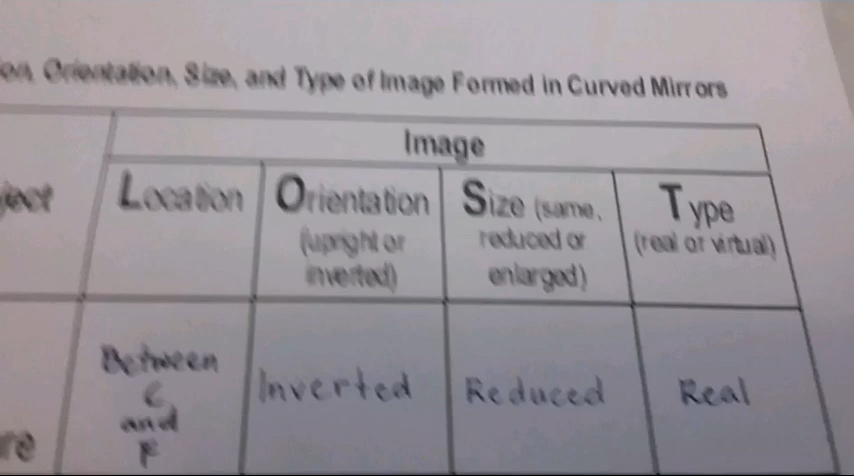 on, Orientation, Size, and Type of Image Formed in Curved Mirrors
Image
ject
Location
Orientation
(upright or
inverted)
Size (same,
reduced or
enlarged)
Type
(real or virtual)
re
Between
C
and
F
Inverted
Reduced
Real